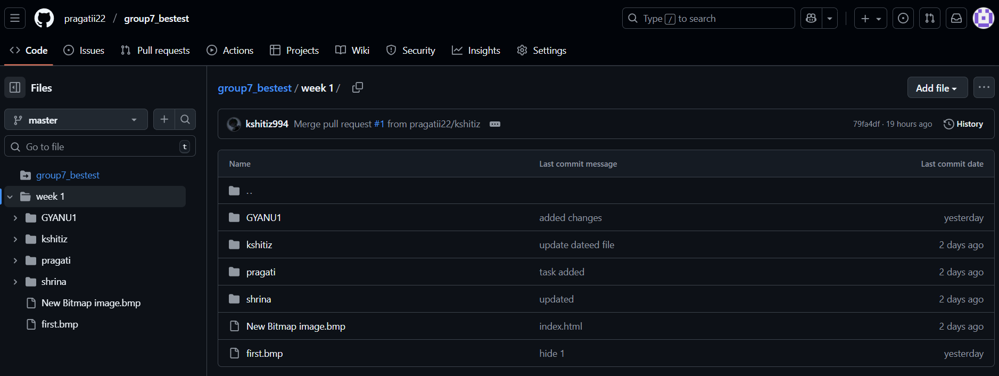 pragatii22 / group7_bestest
Type / to search
Code Issues Pull requests Actions Projects Wiki Security Insights Settings
Files
master
Go to file t
group7_bestest
week 1
GYANU1
kshitiz
pragati
shrina
New Bitmap image.bmp
first.bmp
group7_bestest / week 1 /
Add file
kshitiz994 Merge pull request #1 from pragatii22/kshitiz
79fa4df · 19 hours ago History
Name Last commit message Last commit date
..
GYANU1 added changes yesterday
kshitiz update dateed file 2 days ago
pragati task added 2 days ago
shrina updated 2 days ago
New Bitmap image.bmp index.html 2 days ago
first.bmp hide 1 yesterday